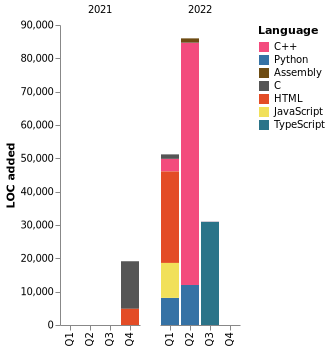 2021
2022
Language
C++
Python
Assembly
C
HTML
JavaScript
TypeScript
LOC added
90,000
80,000
70,000
60,000
50,000
40,000
30,000
20,000
10,000
0
Q1 Q2 Q3 Q4
Q1 Q2 Q3 Q4